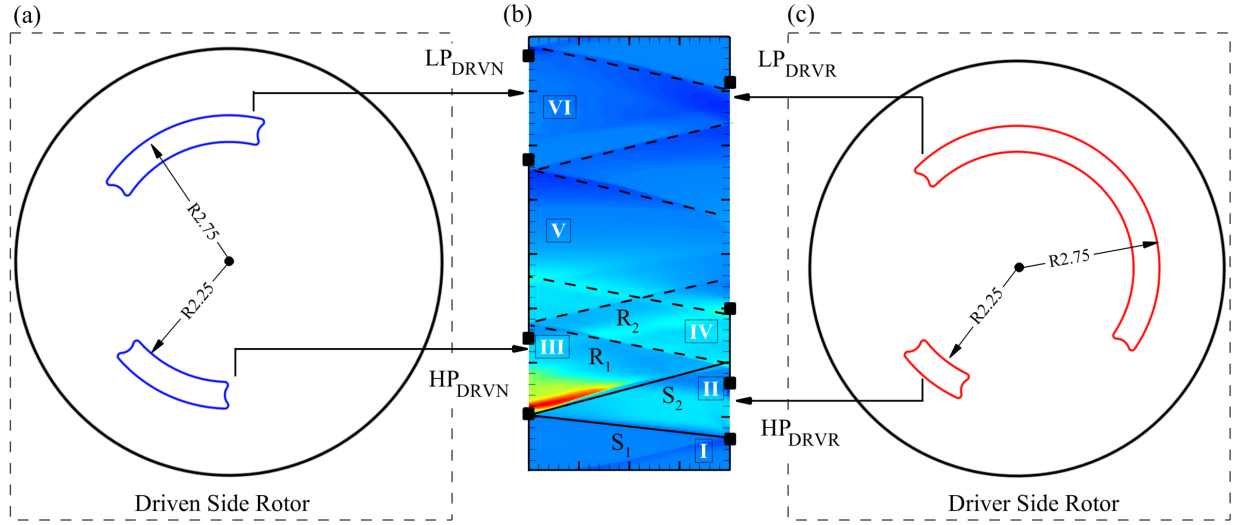 (a)
(b)
(c)
LP_DRVN
LP_DRVR
VI
R2.75
R2.25
V
R2.75
R2.25
R_2
IV
III
R_1
HP_DRVN
S_2
II
HP_DRVR
S_1
I
Driven Side Rotor
Driver Side Rotor